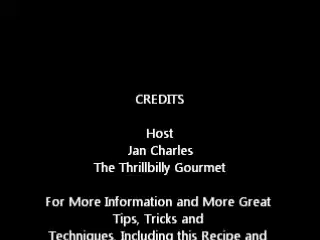 CREDITS
Host
Jan Charles
The Thrillbilly Gourmet
For More Information and More Great
Tips, Tricks and
Techniques, Including this Recipe and